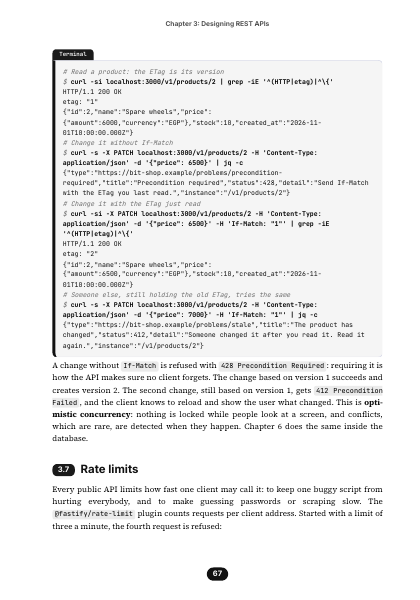 Chapter 3: Designing REST APIs
Terminal
# Read a product: the ETag is its version
$ curl -si localhost:3000/v1/products/2 | grep -iE '^(HTTP|etag)|^\{'
HTTP/1.1 200 OK
etag: "1"
{"id":2,"name":"Spare wheels","price":
{"amount":6000,"currency":"EGP"},"stock":10,"created_at":"2026-11-
01T10:00:00.000Z"}
# Change it without If-Match
$ curl -s -X PATCH localhost:3000/v1/products/2 -H 'Content-Type:
application/json' -d '{"price": 6500}' | jq -c
{"type":"https://bit-shop.example/problems/precondition-
required","title":"Precondition required","status":428,"detail":"Send If-Match
with the ETag you last read.","instance":"/v1/products/2"}
# Change it with the ETag just read
$ curl -si -X PATCH localhost:3000/v1/products/2 -H 'Content-Type:
application/json' -d '{"price": 6500}' -H 'If-Match: "1"' | grep -iE
'^(HTTP|etag)|^\{'
HTTP/1.1 200 OK
etag: "2"
{"id":2,"name":"Spare wheels","price":
{"amount":6500,"currency":"EGP"},"stock":10,"created_at":"2026-11-
01T10:00:00.000Z"}
# Someone else, still holding the old ETag, tries the same
$ curl -s -X PATCH localhost:3000/v1/products/2 -H 'Content-Type:
application/json' -d '{"price": 7000}' -H 'If-Match: "1"' | jq -c
{"type":"https://bit-shop.example/problems/stale","title":"The product has
changed","status":412,"detail":"Someone changed it after you read it. Read it
again.","instance":"/v1/products/2"}
A change without If-Match is refused with 428 Precondition Required: requiring it is
how the API makes sure no client forgets. The change based on version 1 succeeds and
creates version 2. The second change, still based on version 1, gets 412 Precondition
Failed, and the client knows to reload and show the user what changed. This is opti-
mistic concurrency: nothing is locked while people look at a screen, and conflicts,
which are rare, are detected when they happen. Chapter 6 does the same inside the
database.
3.7 Rate limits
Every public API limits how fast one client may call it: to keep one buggy script from
hurting everybody, and to make guessing passwords or scraping slow. The
@fastify/rate-limit plugin counts requests per client address. Started with a limit of
three a minute, the fourth request is refused:
67